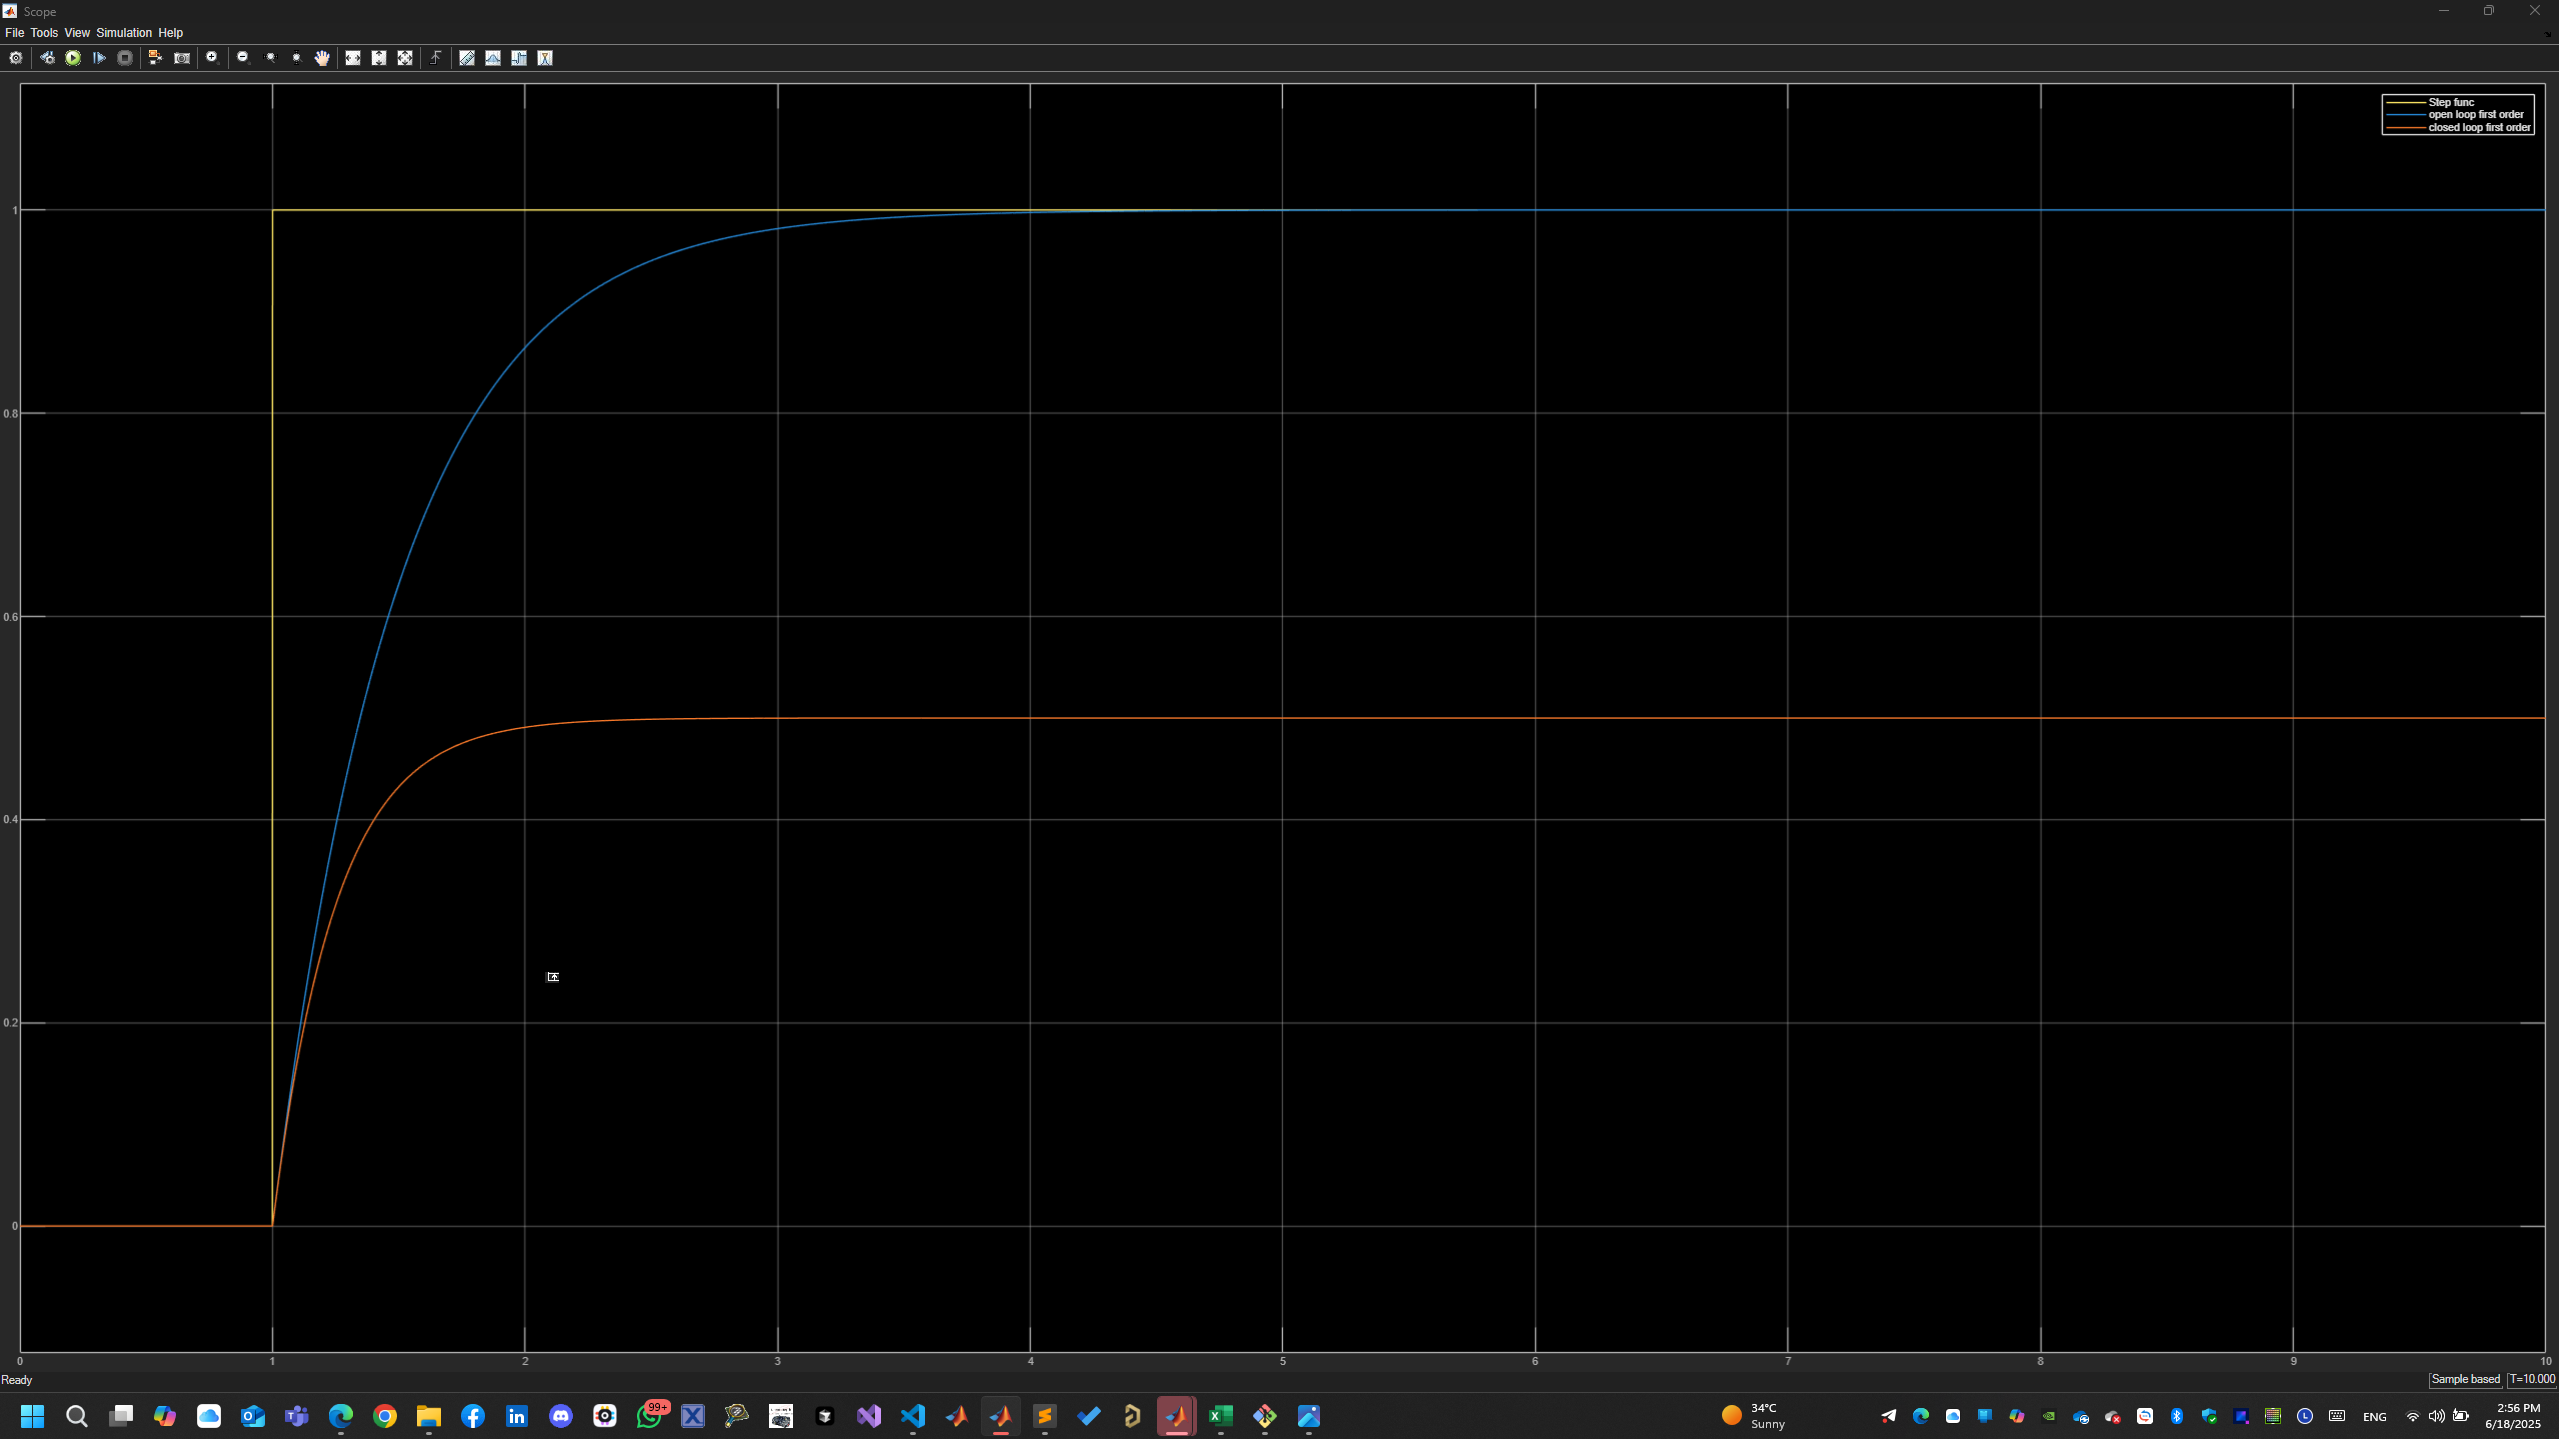 Scope
File Tools View Simulation Help
Step func
open loop first order
closed loop first order
1
0.8
0.6
0.4
0.2
0
0 1 2 3 4 5 6 7 8 9 10
Ready
Sample based T=10.000
99+
34°C
Sunny
ENG
2:56 PM
6/18/2025